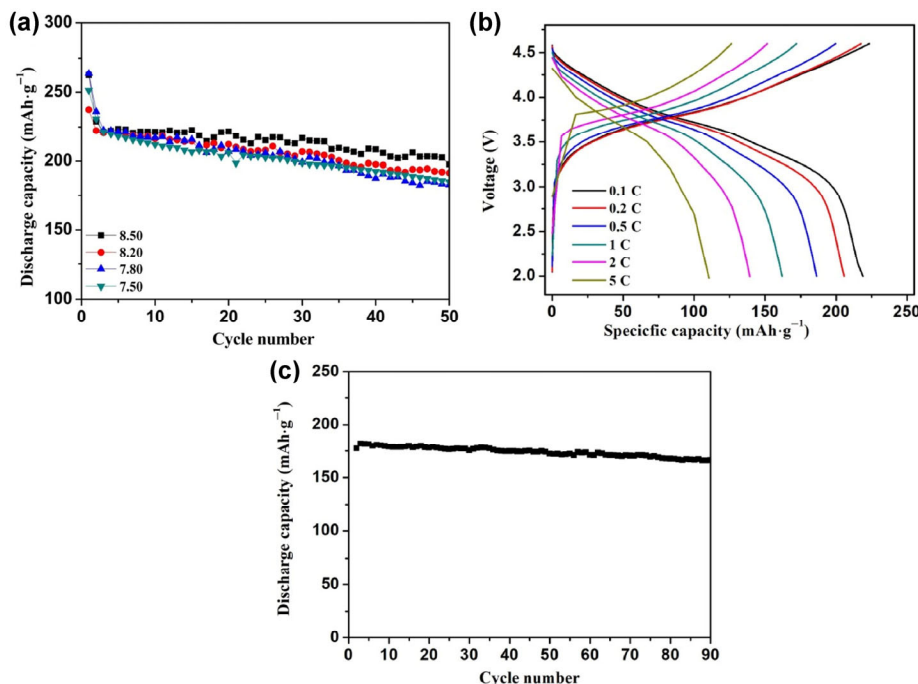 (a)
300
250
200
150
100
Discharge capacity (mAh·g⁻¹)
8.50
8.20
7.80
7.50
0 10 20 30 40 50
Cycle number
(b)
4.5
4.0
3.5
3.0
2.5
2.0
Voltage (V)
0.1 C
0.2 C
0.5 C
1 C
2 C
5 C
0 50 100 150 200 250
Specicfic capacity (mAh·g⁻¹)
(c)
250
200
150
100
50
0
Discharge capacity (mAh·g⁻¹)
0 10 20 30 40 50 60 70 80 90
Cycle number